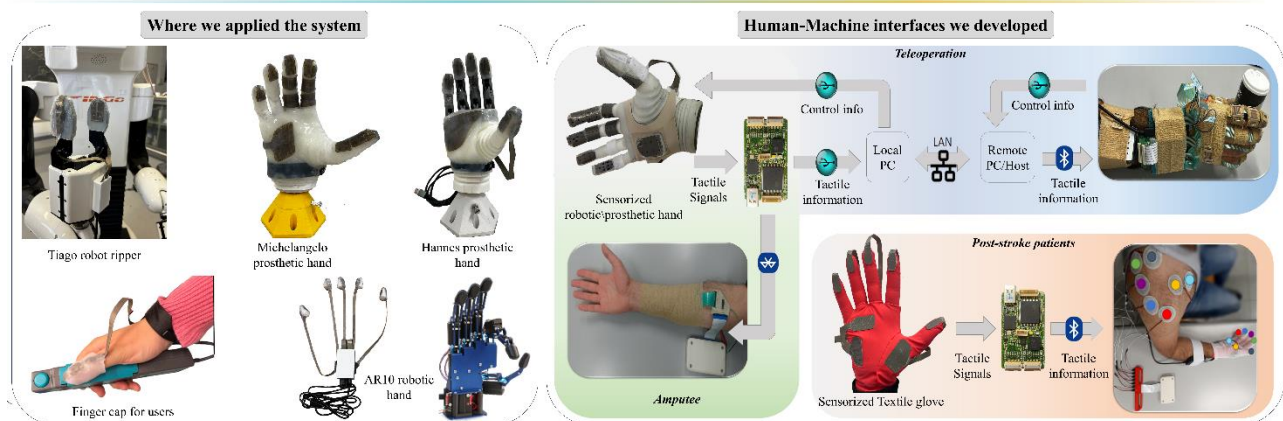 Where we applied the system
Tiago robot ripper
Michelangelo
prosthetic hand
Hannes prosthetic
hand
Finger cap for users
AR10 robotic
hand
Human-Machine interfaces we developed
Teleoperation
Control info
Control info
Local
PC
LAN
Remote
PC/Host
Tactile
Signals
Tactile
information
Tactile
information
Sensorized
robotic\prosthetic hand
Amputee
Post-stroke patients
Tactile
Signals
Tactile
information
Sensorized Textile glove